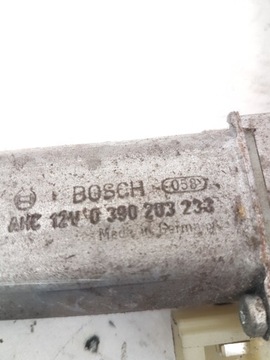 BOSCH 058
AHC 12V 0 390 203 233
Made in Germany